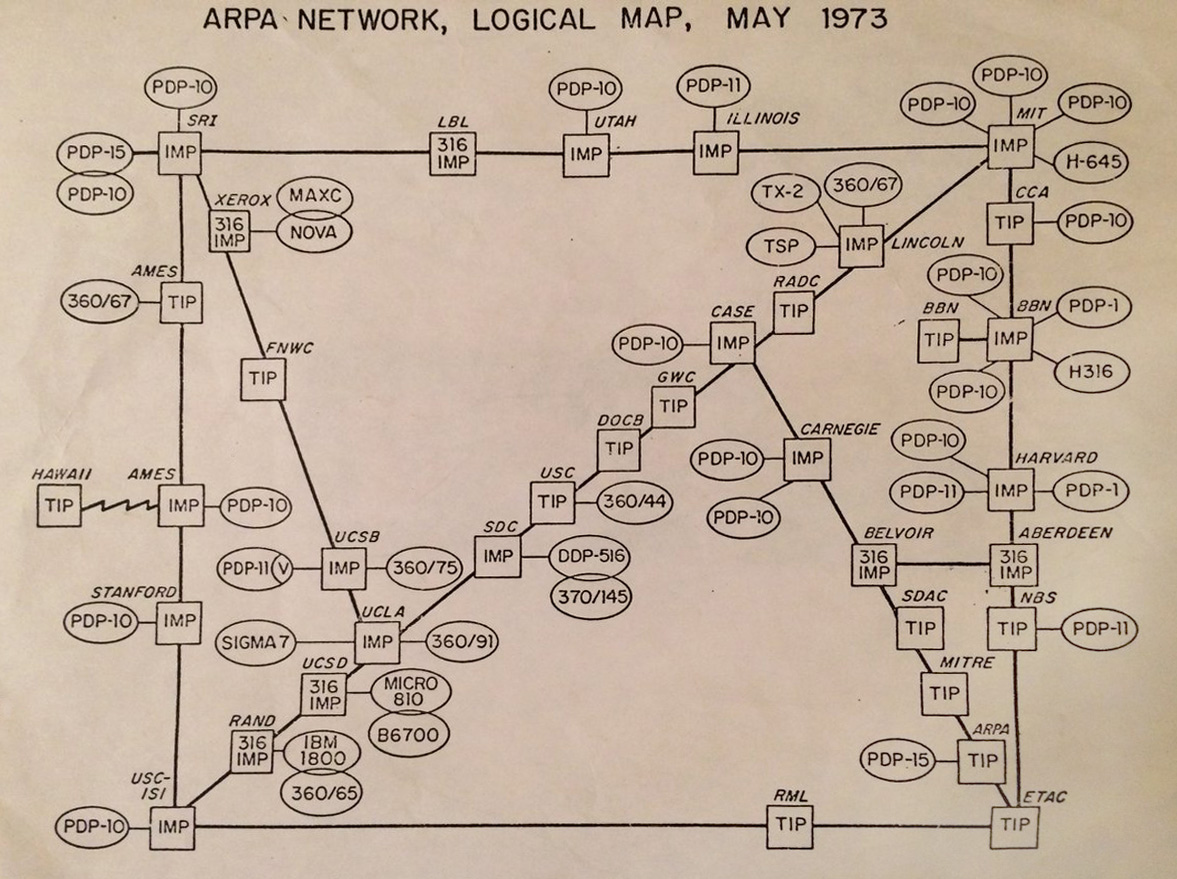 ARPA NETWORK, LOGICAL MAP, MAY 1973
PDP-10
SRI
PDP-15
IMP
PDP-10
LBL
316
IMP
PDP-10
UTAH
IMP
PDP-11
ILLINOIS
IMP
PDP-10
PDP-10
PDP-10
MIT
IMP
H-645
XEROX
316
IMP
MAXC
NOVA
TX-2
360/67
TSP
IMP
LINCOLN
CCA
TIP
PDP-10
AMES
360/67
TIP
RADC
TIP
CASE
PDP-10
IMP
PDP-10
BBN
TIP
BBN
IMP
PDP-1
H316
PDP-10
FNWC
TIP
GWC
TIP
DOCB
TIP
CARNEGIE
PDP-10
IMP
PDP-10
PDP-10
HARVARD
PDP-11
IMP
PDP-1
HAWAII
TIP
AMES
IMP
PDP-10
USC
TIP
360/44
SDC
IMP
DDP-516
370/145
UCSB
PDP-11 V
IMP
360/75
BELVOIR
316
IMP
ABERDEEN
316
IMP
STANFORD
PDP-10
IMP
UCLA
SIGMA 7
IMP
360/91
SDAC
TIP
NBS
TIP
PDP-11
UCSD
316
IMP
MICRO
810
B6700
MITRE
TIP
RAND
316
IMP
IBM
1800
360/65
ARPA
PDP-15
TIP
USC-
ISI
PDP-10
IMP
RML
TIP
ETAC
TIP